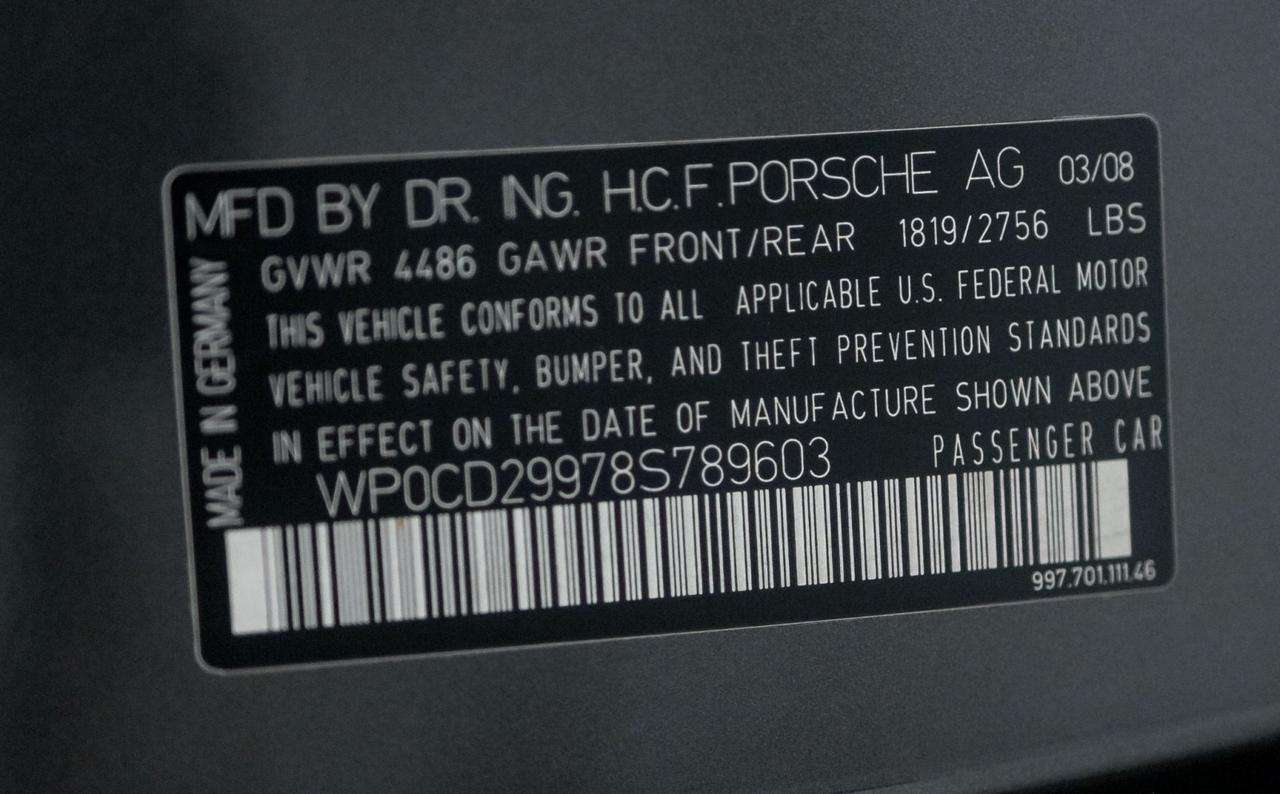 MFD BY DR. ING. H.C.F.PORSCHE AG 03/08
GVWR 4486 GAWR FRONT/REAR 1819/2756 LBS
THIS VEHICLE CONFORMS TO ALL APPLICABLE U.S. FEDERAL MOTOR
VEHICLE SAFETY, BUMPER, AND THEFT PREVENTION STANDARDS
IN EFFECT ON THE DATE OF MANUFACTURE SHOWN ABOVE
WP0CD29978S789603 PASSENGER CAR
997.701.111.46
MADE IN GERMANY